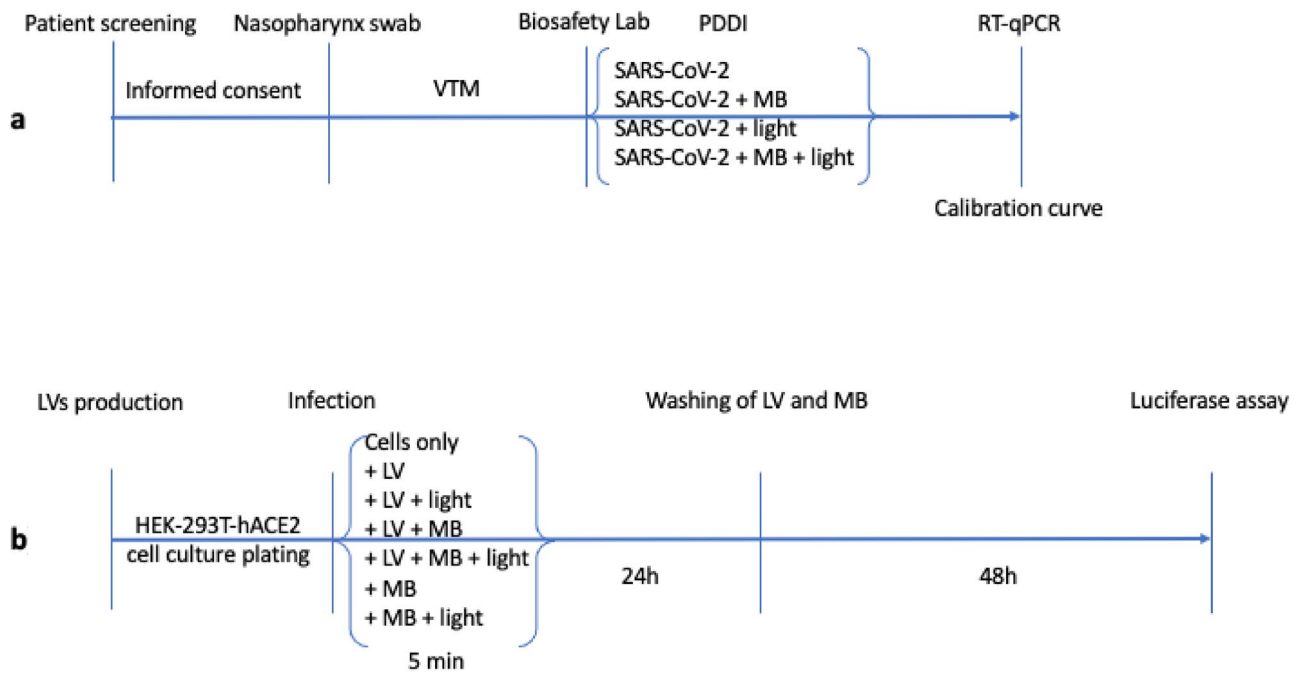 Patient screening
Nasopharynx swab
Biosafety Lab
PDDI
RT-qPCR
Informed consent
VTM
SARS-CoV-2
SARS-CoV-2 + MB
SARS-CoV-2 + light
SARS-CoV-2 + MB + light
a
Calibration curve
LVs production
Infection
Washing of LV and MB
Luciferase assay
HEK-293T-hACE2
cell culture plating
Cells only
+ LV
+ LV + light
+ LV + MB
+ LV + MB + light
+ MB
+ MB + light
b
5 min
24h
48h